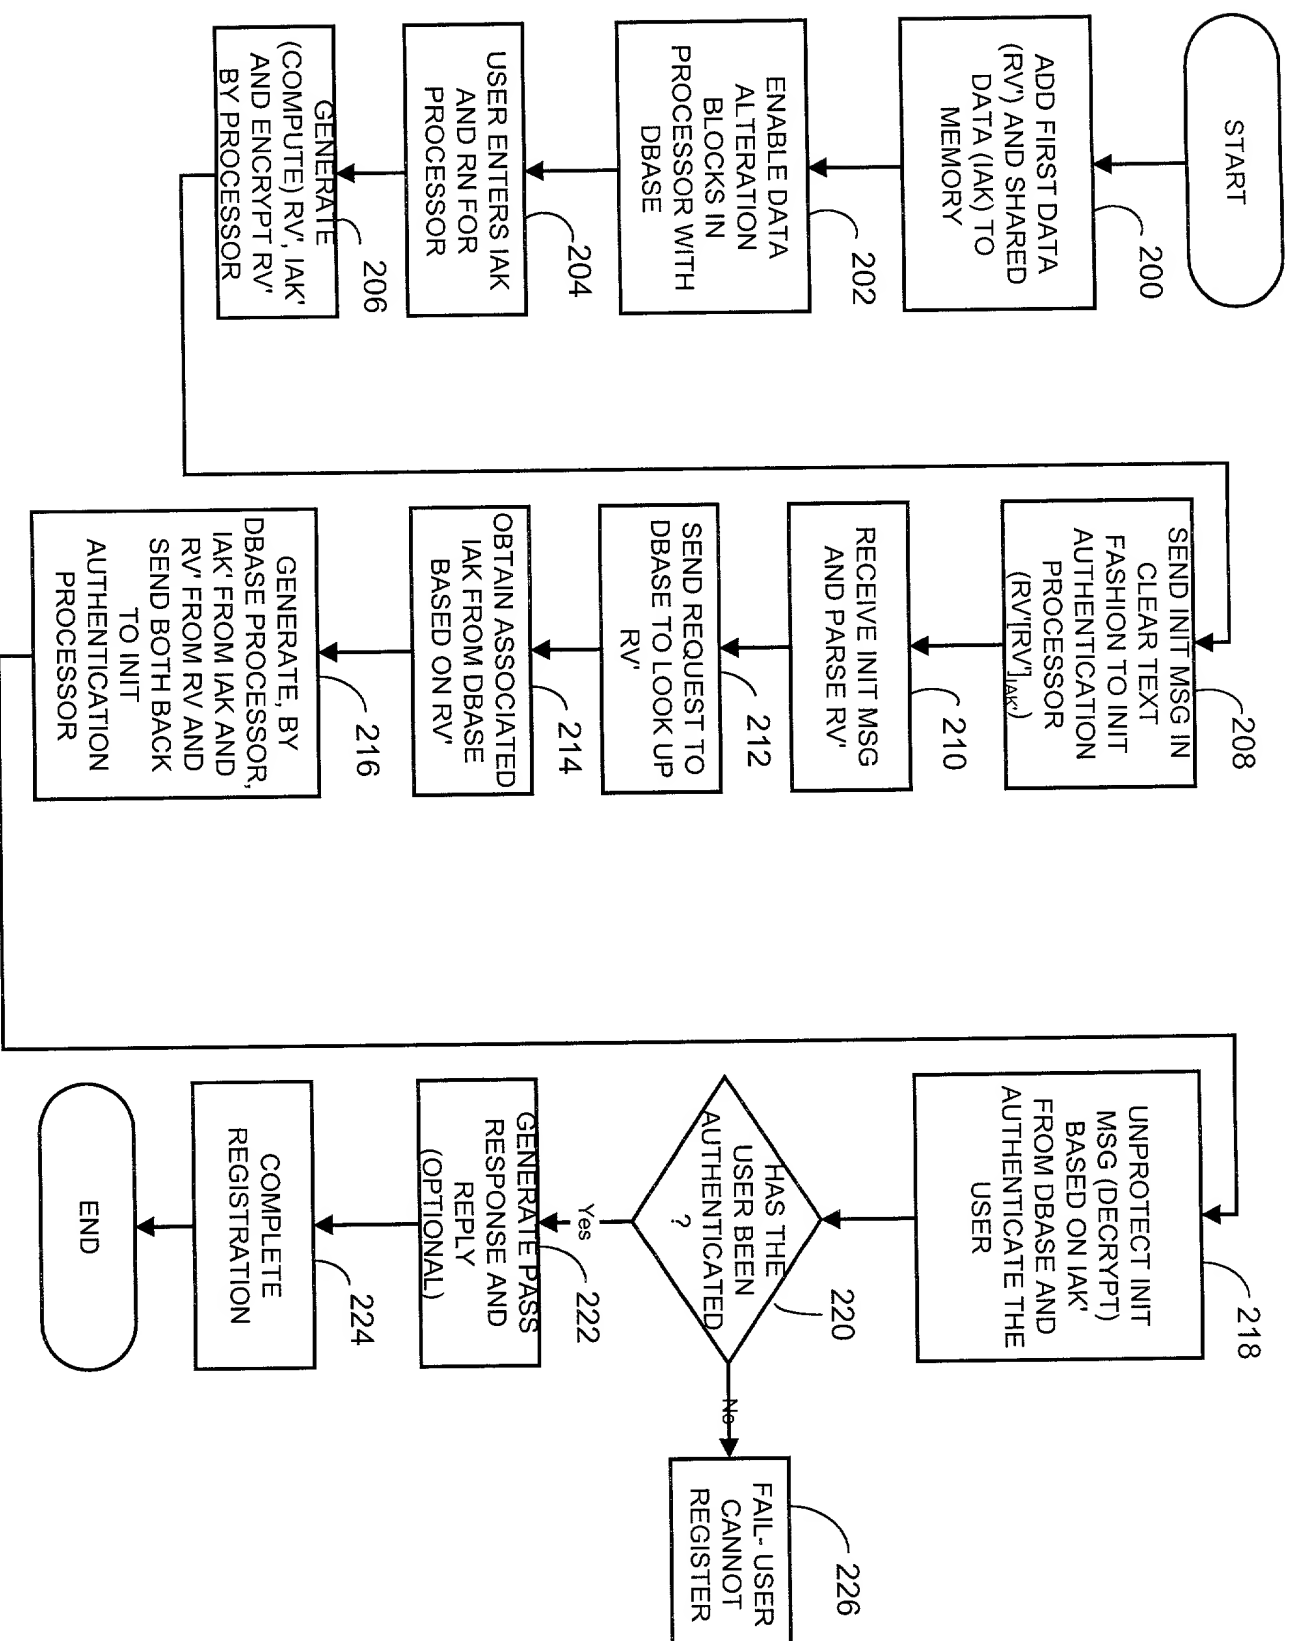 START
ADD FIRST DATA
(RV') AND SHARED
DATA (IAK) TO
MEMORY
200
ENABLE DATA
ALTERATION
BLOCKS IN
PROCESSOR WITH
DBASE
202
USER ENTERS IAK
AND RN FOR
PROCESSOR
204
GENERATE
(COMPUTE) RV', IAK'
AND ENCRYPT RV'
BY PROCESSOR
206
SEND INIT MSG IN
CLEAR TEXT
FASHION TO INIT
AUTHENTICATION
PROCESSOR
(RV'[RV']IAK')
208
RECEIVE INIT MSG
AND PARSE RV'
210
SEND REQUEST TO
DBASE TO LOOK UP
RV'
212
OBTAIN ASSOCIATED
IAK FROM DBASE
BASED ON RV'
214
GENERATE, BY
DBASE PROCESSOR,
IAK' FROM IAK AND
RV' FROM RV AND
SEND BOTH BACK
TO INIT
AUTHENTICATION
PROCESSOR
216
UNPROTECT INIT
MSG (DECRYPT)
BASED ON IAK'
FROM DBASE AND
AUTHENTICATE THE
USER
218
HAS THE
USER BEEN
AUTHENTICATED
?
220
Yes
No
GENERATE PASS
RESPONSE AND
REPLY
(OPTIONAL)
222
COMPLETE
REGISTRATION
224
END
FAIL- USER
CANNOT
REGISTER
226